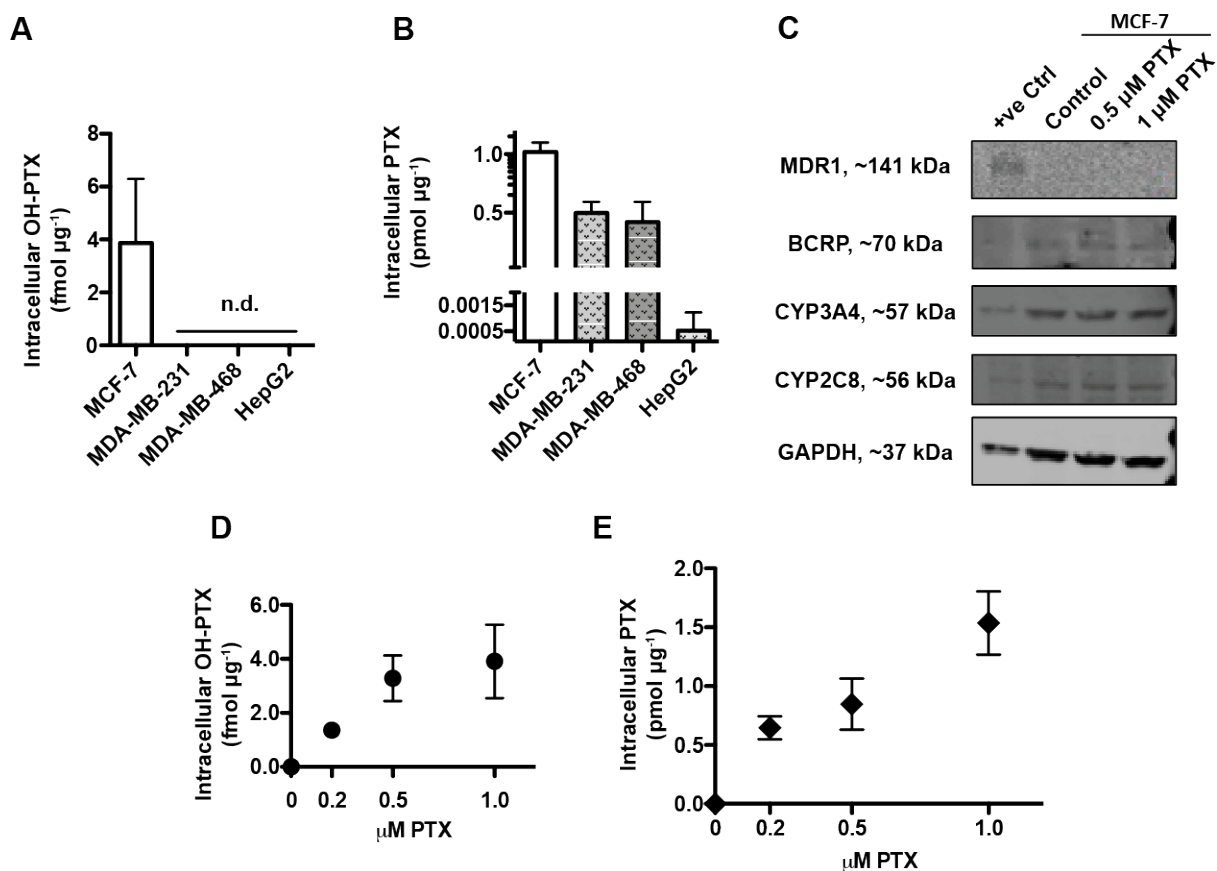 A
Intracellular OH-PTX
(fmol µg⁻¹)
8
6
4
2
0
n.d.
MCF-7
MDA-MB-231
MDA-MB-468
HepG2
B
Intracellular PTX
(pmol µg⁻¹)
1.0
0.5
0.0015
0.0005
MCF-7
MDA-MB-231
MDA-MB-468
HepG2
C
MCF-7
+ve Ctrl
Control
0.5 µM PTX
1 µM PTX
MDR1, ~141 kDa
BCRP, ~70 kDa
CYP3A4, ~57 kDa
CYP2C8, ~56 kDa
GAPDH, ~37 kDa
D
Intracellular OH-PTX
(fmol µg⁻¹)
6.0
4.0
2.0
0.0
0 0.2 0.5 1.0
µM PTX
E
Intracellular PTX
(pmol µg⁻¹)
2.0
1.5
1.0
0.5
0.0
0 0.2 0.5 1.0
µM PTX